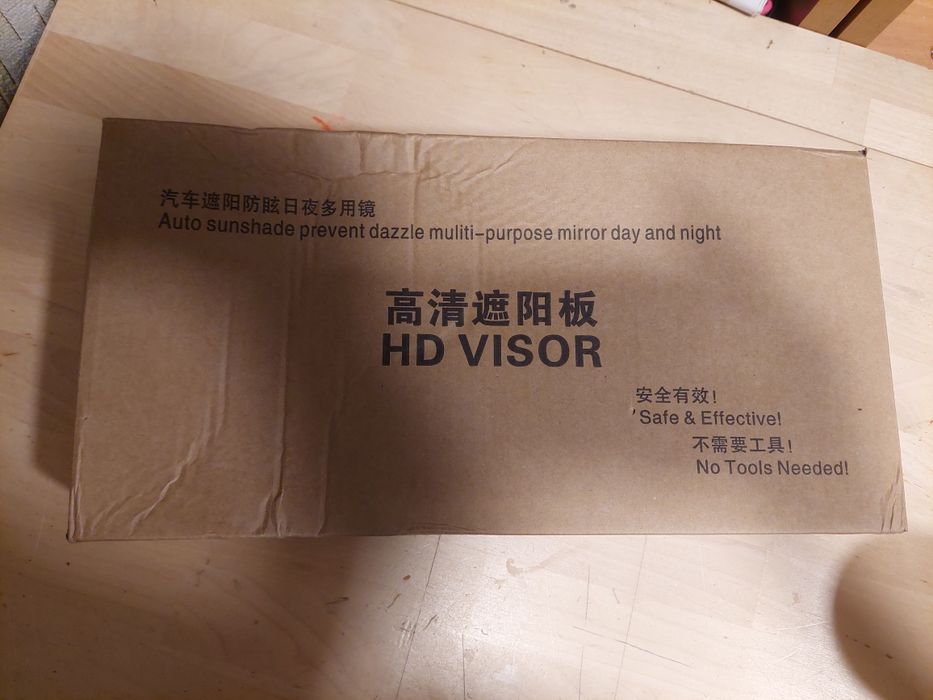 汽车遮阳防眩日夜多用镜
Auto sunshade prevent dazzle muliti-purpose mirror day and night
高清遮阳板
HD VISOR
安全有效!
'Safe & Effective!
不需要工具!
No Tools Needed!